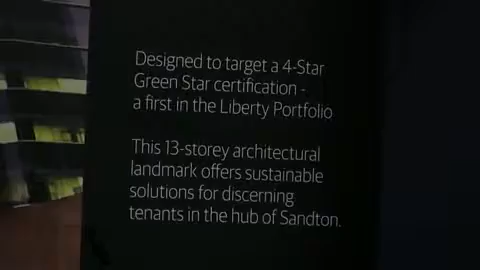 Designed to target a 4-Star
Green Star certification -
a first in the Liberty Portfolio
This 13-storey architectural
landmark offers sustainable
solutions for discerning
tenants in the hub of Sandton.